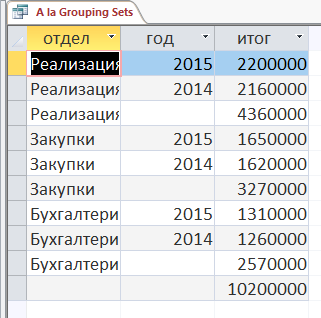 A la Grouping Sets
отдел год итог
Реализация 2015 2200000
Реализация 2014 2160000
Реализация 4360000
Закупки 2015 1650000
Закупки 2014 1620000
Закупки 3270000
Бухгалтери 2015 1310000
Бухгалтери 2014 1260000
Бухгалтери 2570000
10200000